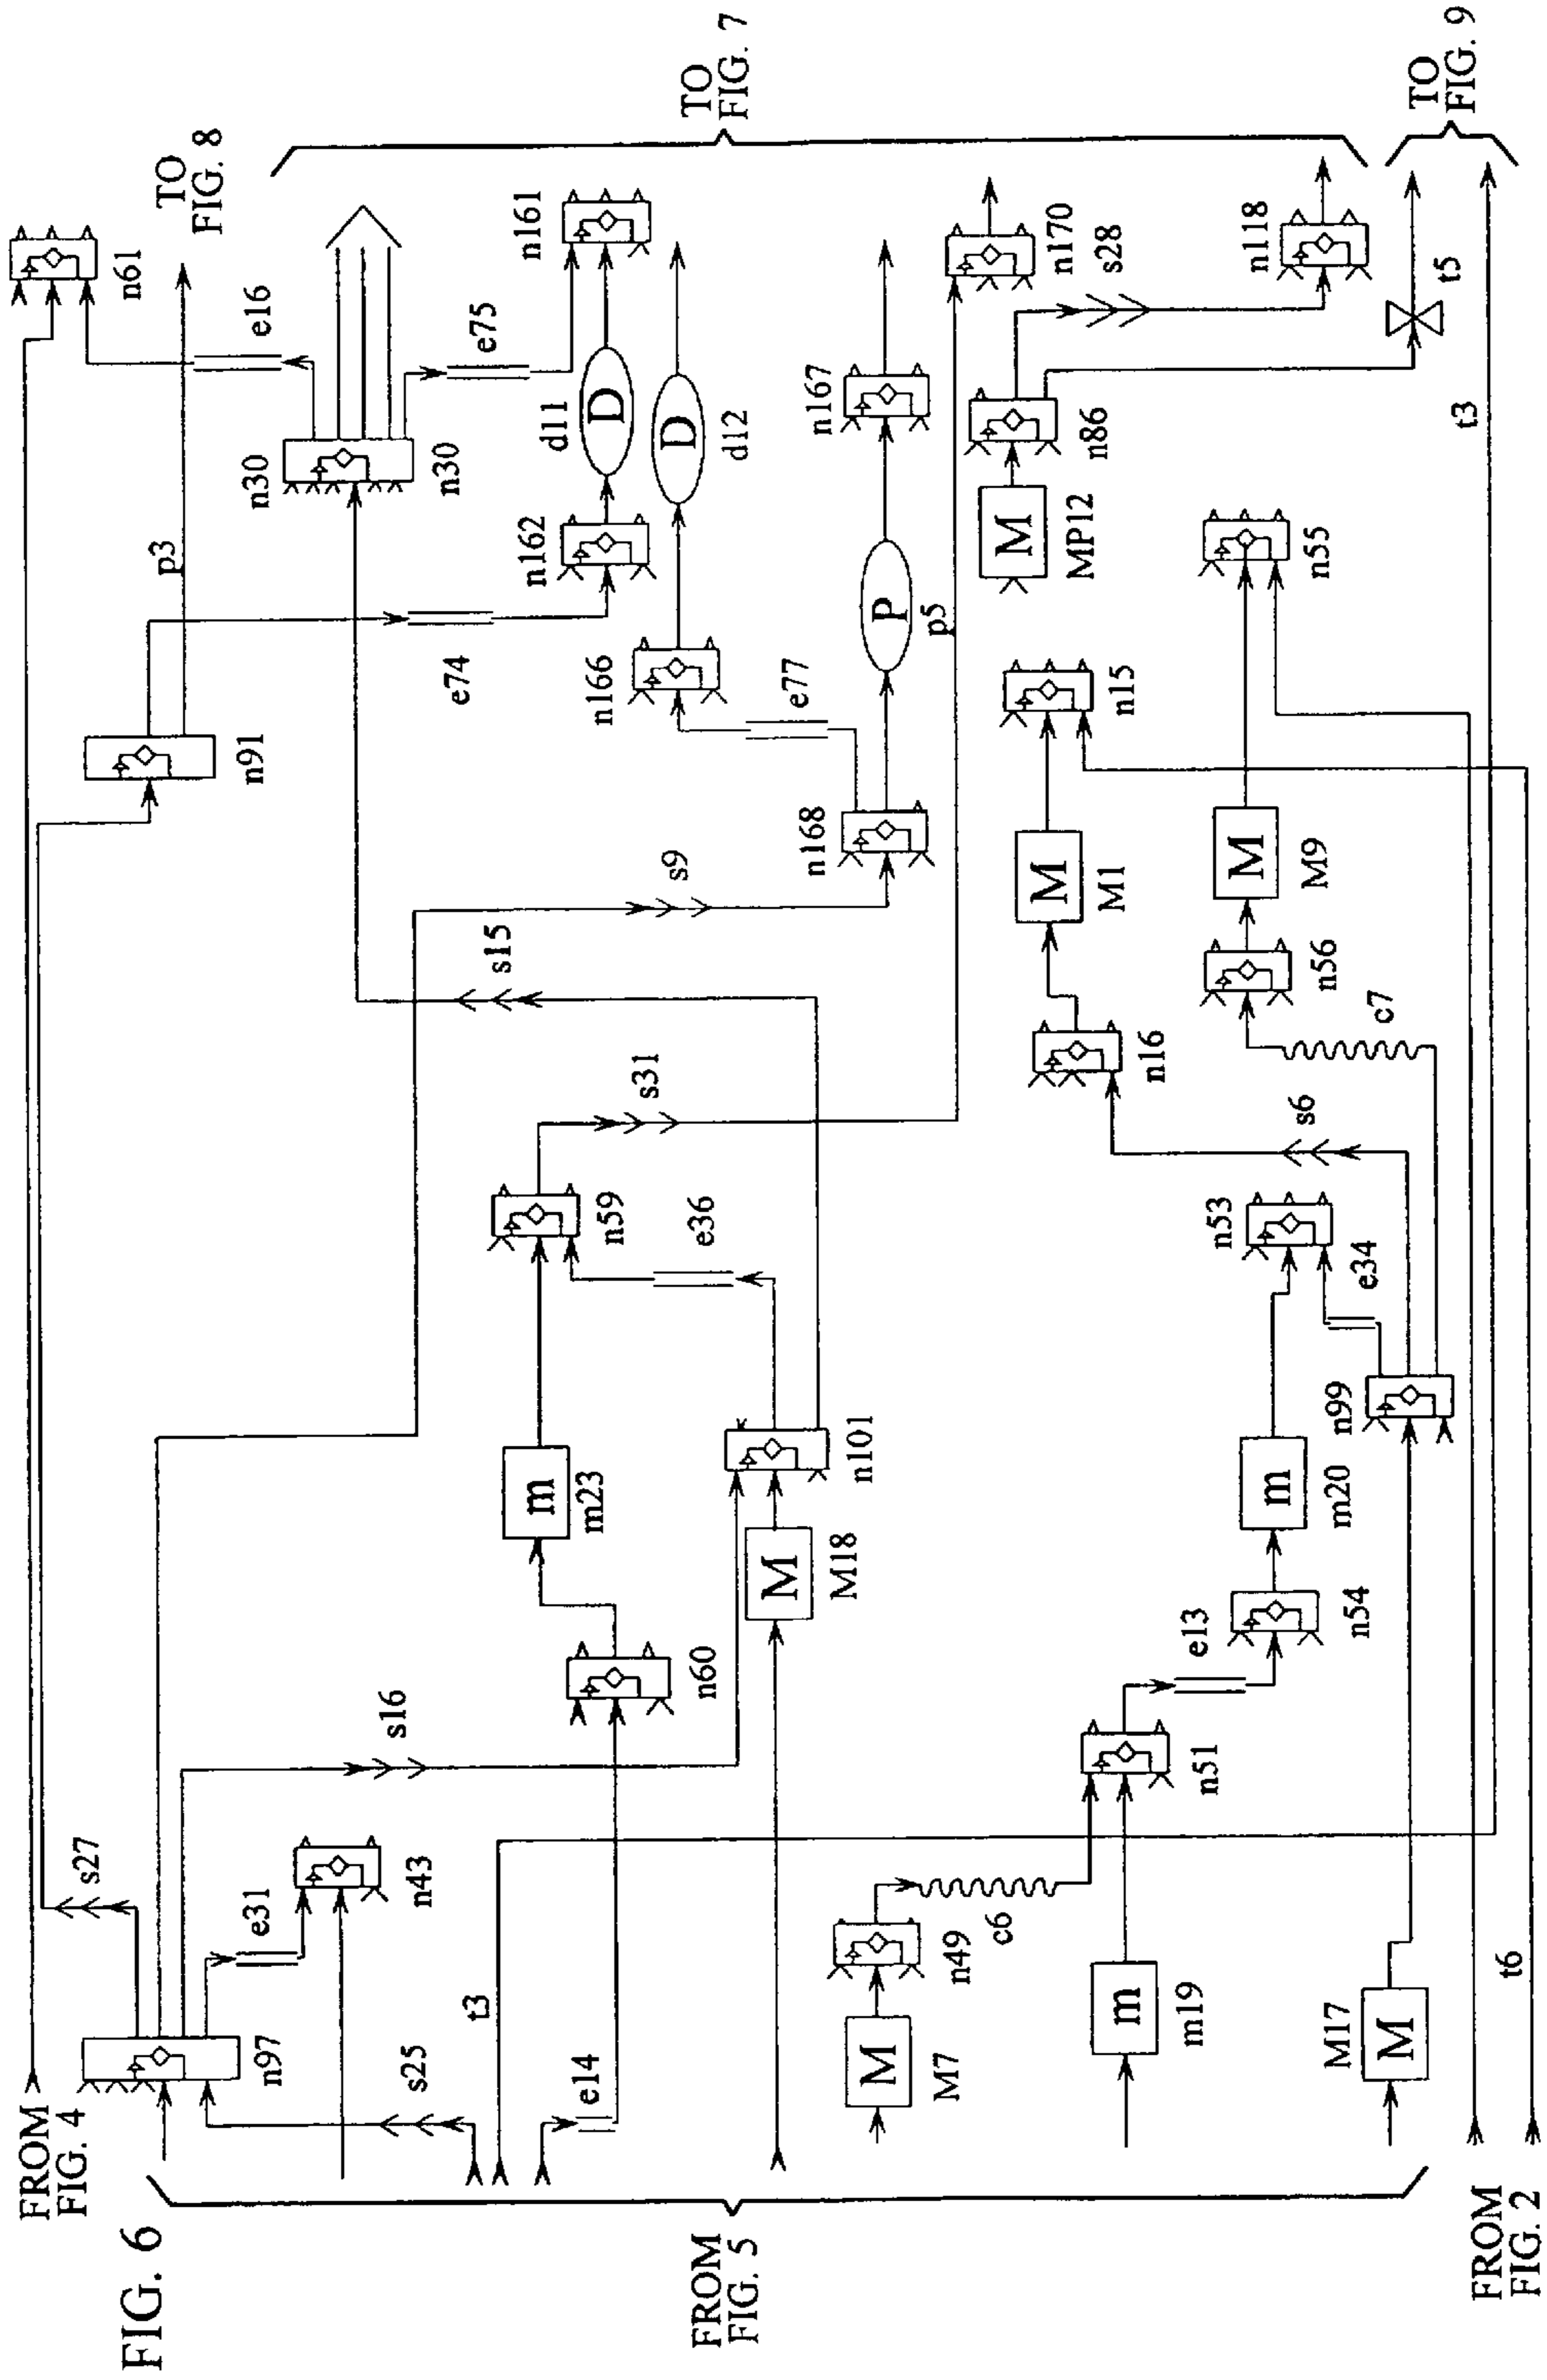 FIG. 6
FROM
FIG. 4
FROM
FIG. 5
FROM
FIG. 2
TO
FIG. 8
TO
FIG. 7
TO
FIG. 9
n97
s27
e31
n43
s25
t3
e14
s16
n60
m
m23
M
M18
n101
n59
e36
s31
s15
s9
n91
p3
e74
n30
n30
e16
n61
e75
n162
D
d11
n161
n166
D
d12
e77
n168
P
p5
n167
n170
M
MP12
n86
s28
n118
t5
t3
M
M7
n49
c6
m
m19
n51
e13
n54
m
m20
n53
e34
n99
M17
M
s6
n16
M
M1
n15
c7
n56
M
M9
n55
t6